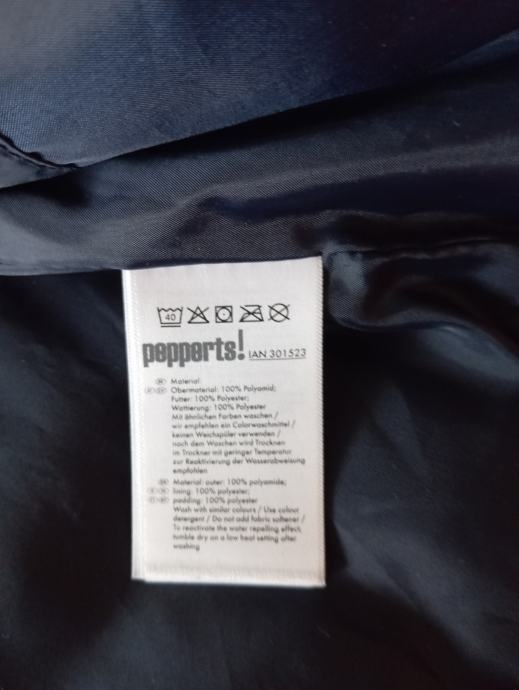 40
pepperts! IAN 301523
Material:
Obermaterial: 100% Polyamid;
Futter: 100% Polyester;
Wattierung: 100% Polyester
Mit ähnlichen Farben waschen /
wir empfehlen ein Colorwaschmittel /
keinen Weichspüler verwenden /
nach dem Waschen wird Trocknen
im Trockner mit geringer Temperatur
zur Reaktivierung der Wasserabweisung
empfohlen
Material: outer: 100% polyamide;
lining: 100% polyester;
padding: 100% polyester
Wash with similar colours / Use colour
detergent / Do not add fabric softener /
To reactivate the water repelling effect,
tumble dry on a low heat setting after
washing